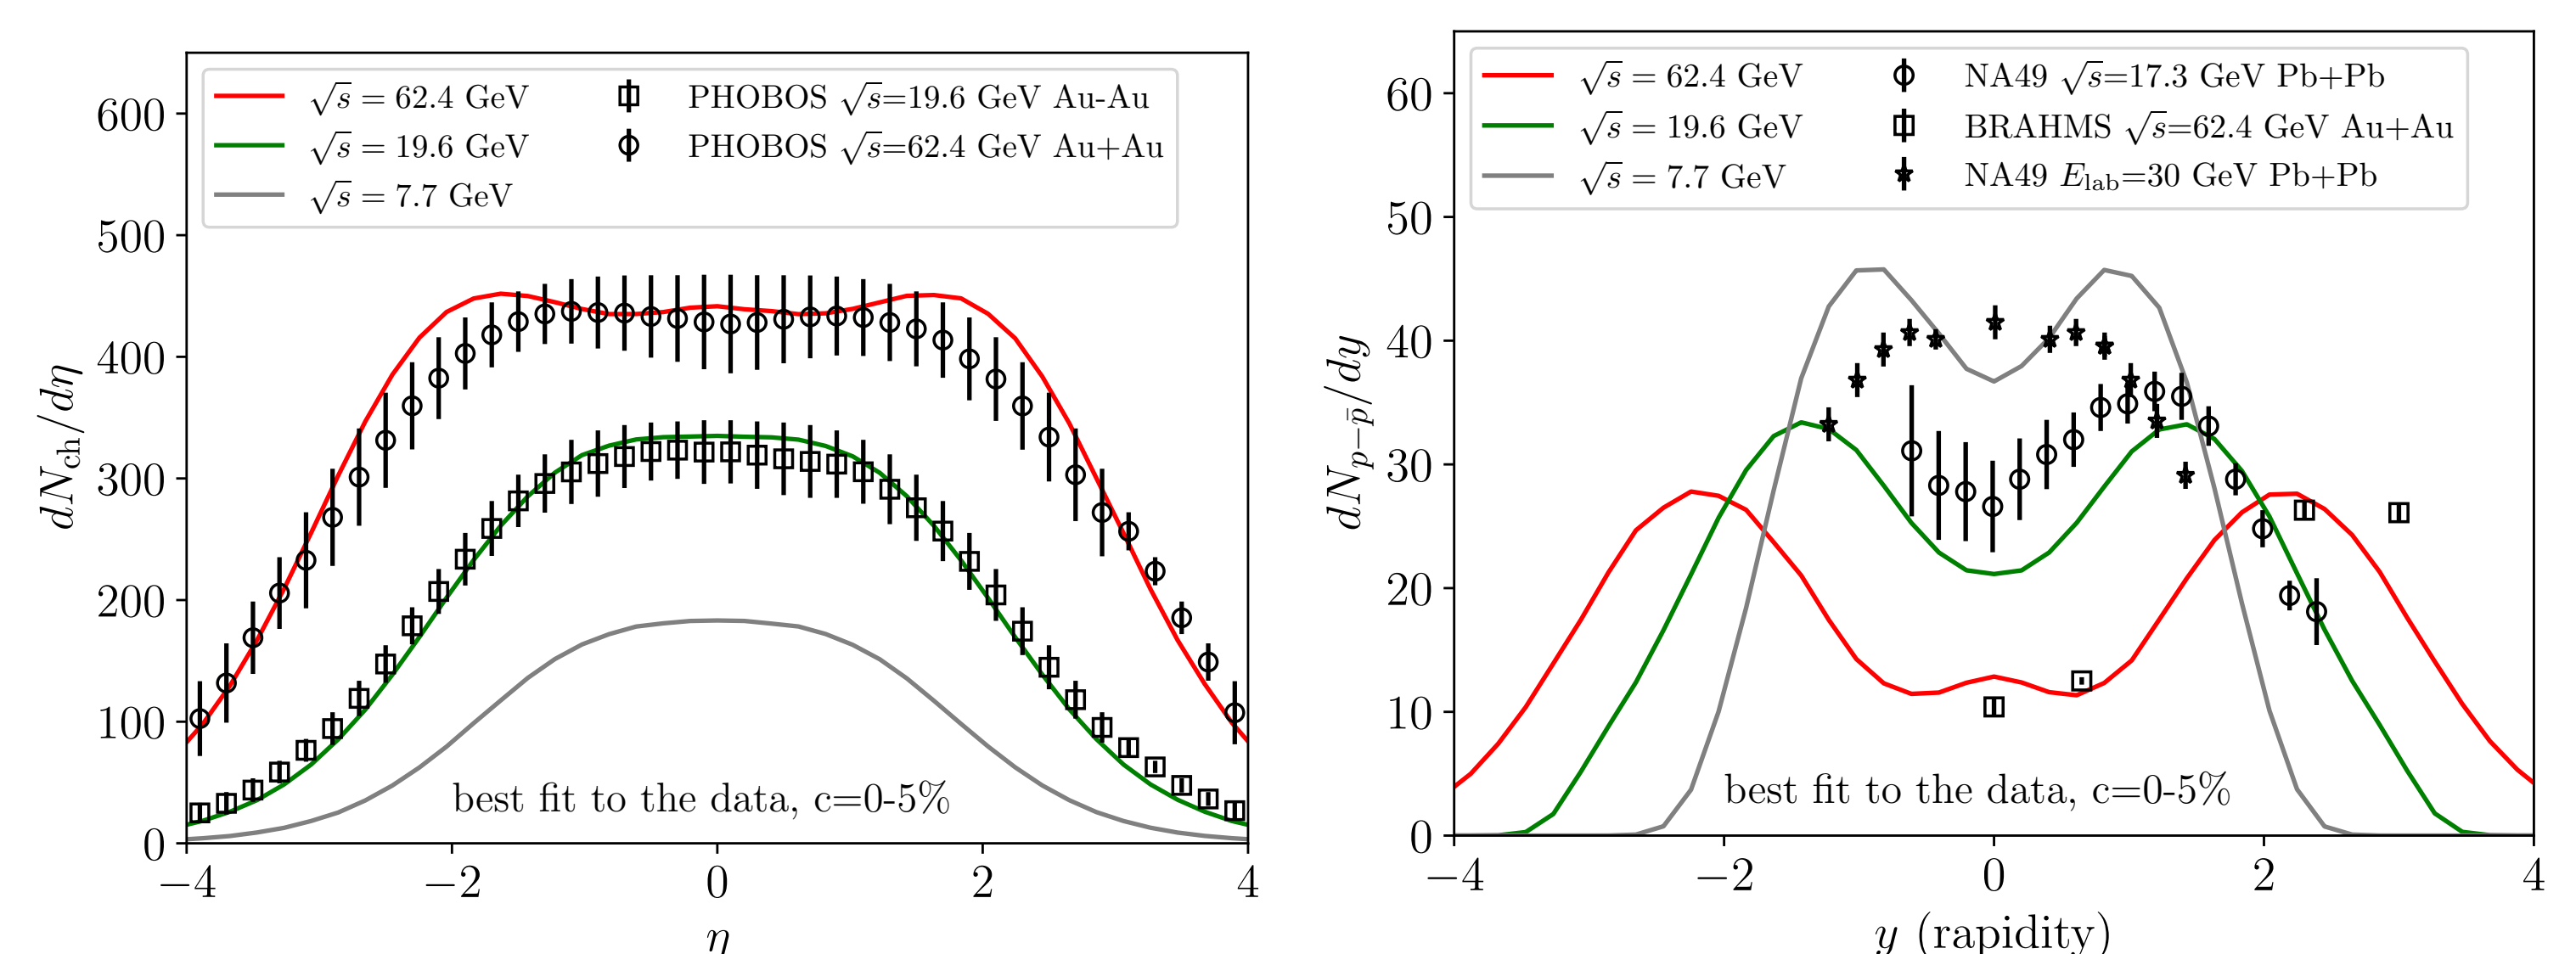 √s = 62.4 GeV
√s = 19.6 GeV
√s = 7.7 GeV
PHOBOS √s=19.6 GeV Au-Au
PHOBOS √s=62.4 GeV Au+Au
600
500
400
300
200
100
0
dN_ch/dη
best fit to the data, c=0-5%
−4
−2
0
2
4
η
√s = 62.4 GeV
√s = 19.6 GeV
√s = 7.7 GeV
NA49 √s=17.3 GeV Pb+Pb
BRAHMS √s=62.4 GeV Au+Au
NA49 E_lab=30 GeV Pb+Pb
60
50
40
30
20
10
0
dN_{p−p̄}/dy
best fit to the data, c=0-5%
−4
−2
0
2
4
y (rapidity)